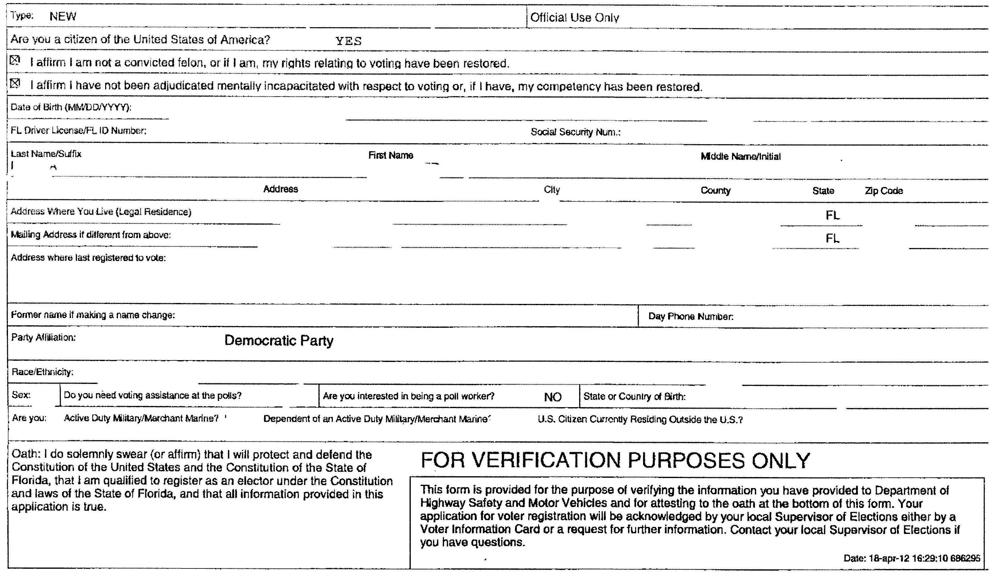 Type: NEW Official Use Only
Are you a citizen of the United States of America? YES
I affirm I am not a convicted felon, or if I am, my rights relating to voting have been restored.
I affirm I have not been adjudicated mentally incapacitated with respect to voting or, if I have, my competency has been restored.
Date of Birth (MM/DD/YYYY):
FL Driver License/FL ID Number: Social Security Num.:
Last Name/Suffix First Name Middle Name/Initial
Address City County State Zip Code
Address Where You Live (Legal Residence) FL
Mailing Address if different from above: FL
Address where last registered to vote:
Former name if making a name change: Day Phone Number:
Party Affiliation: Democratic Party
Race/Ethnicity:
Sex: Do you need voting assistance at the polls? Are you interested in being a poll worker? NO State or Country of Birth:
Are you: Active Duty Military/Merchant Marine? Dependent of an Active Duty Military/Merchant Marine? U.S. Citizen Currently Residing Outside the U.S.?
Oath: I do solemnly swear (or affirm) that I will protect and defend the
Constitution of the United States and the Constitution of the State of
Florida, that I am qualified to register as an elector under the Constitution
and laws of the State of Florida, and that all information provided in this
application is true.
FOR VERIFICATION PURPOSES ONLY
This form is provided for the purpose of verifying the information you have provided to Department of
Highway Safety and Motor Vehicles and for attesting to the oath at the bottom of this form. Your
application for voter registration will be acknowledged by your local Supervisor of Elections either by a
Voter Information Card or a request for further information. Contact your local Supervisor of Elections if
you have questions.
Date: 18-apr-12 16:29:10 686295